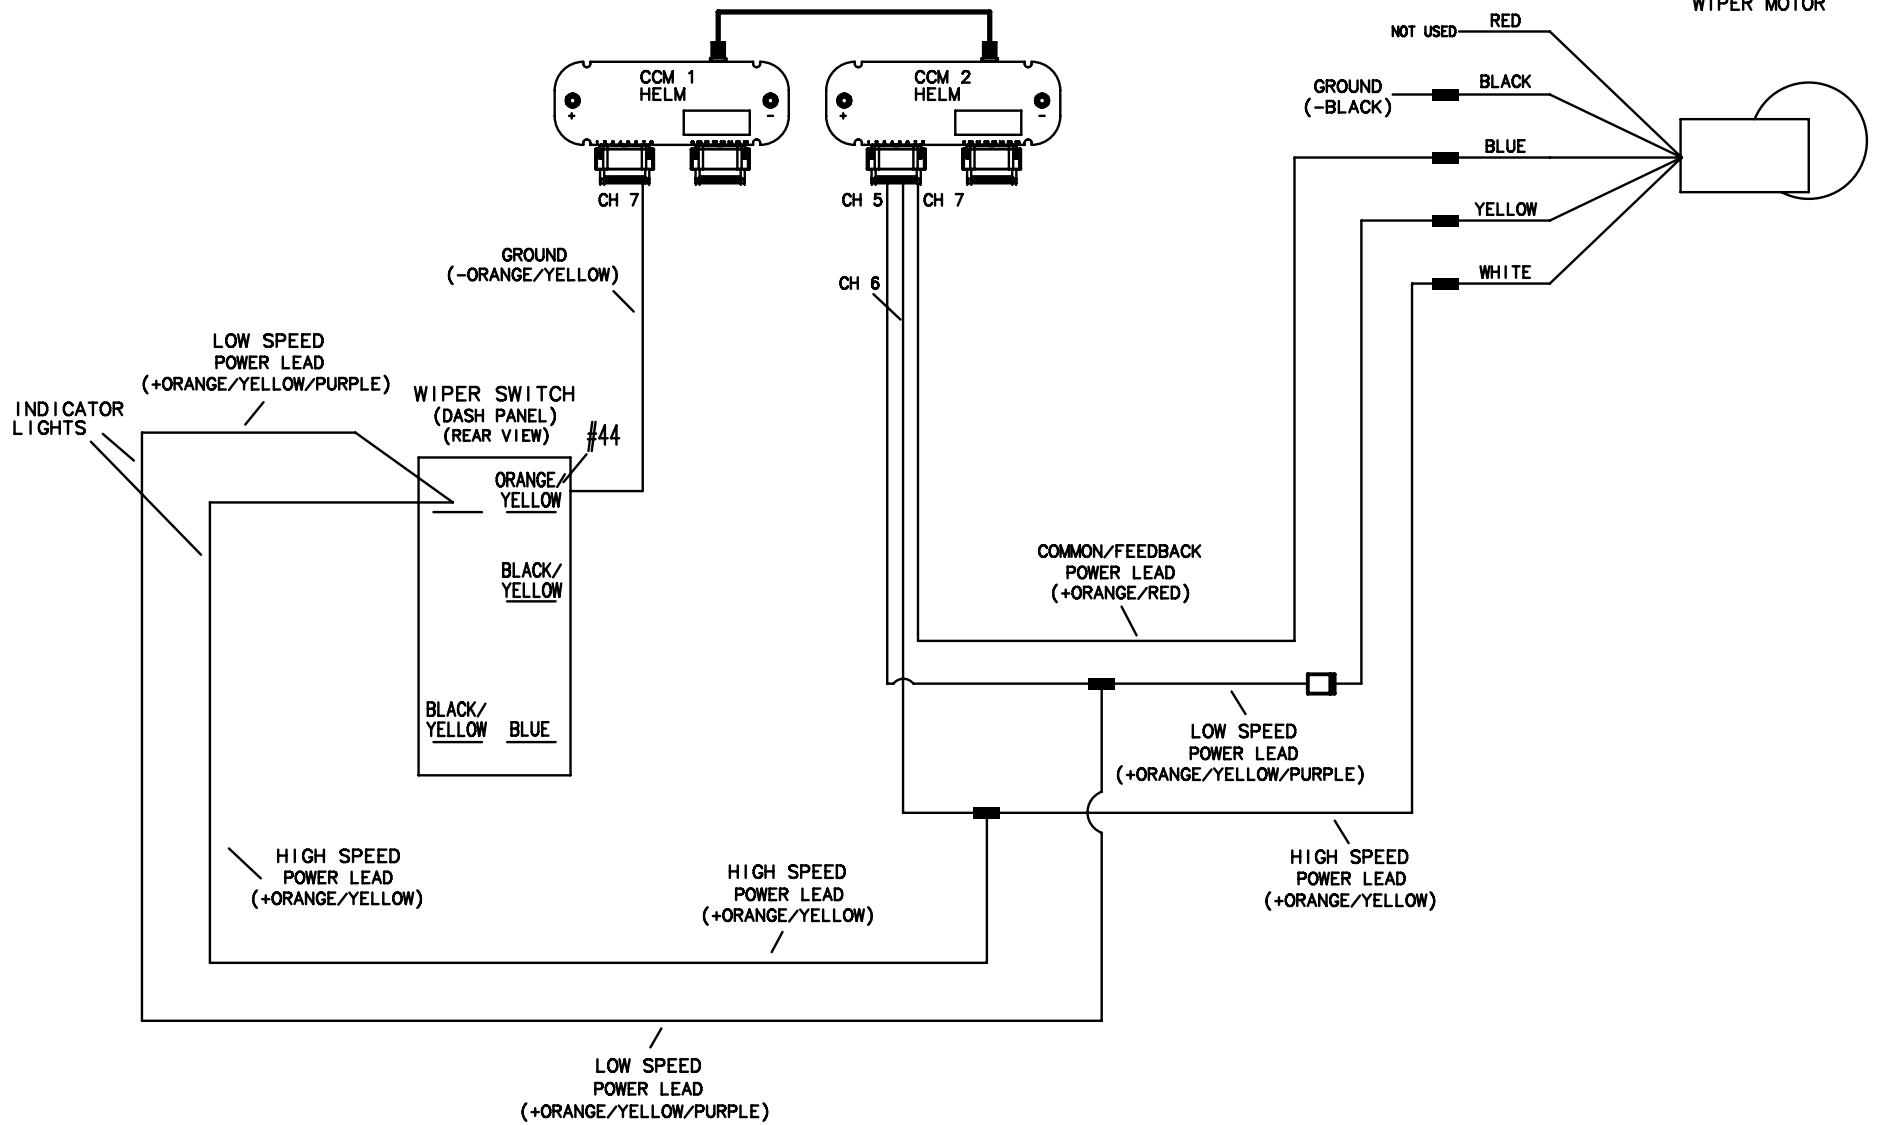 WIPER MOTOR
NOT USED
RED
CCM 1
HELM
+
-
CCM 2
HELM
+
-
GROUND
(-BLACK)
BLACK
BLUE
YELLOW
WHITE
CH 7
CH 5
CH 7
CH 6
GROUND
(-ORANGE/YELLOW)
LOW SPEED
POWER LEAD
(+ORANGE/YELLOW/PURPLE)
INDICATOR
LIGHTS
WIPER SWITCH
(DASH PANEL)
(REAR VIEW)
#44
ORANGE/
YELLOW
BLACK/
YELLOW
BLACK/
YELLOW
BLUE
COMMON/FEEDBACK
POWER LEAD
(+ORANGE/RED)
LOW SPEED
POWER LEAD
(+ORANGE/YELLOW/PURPLE)
HIGH SPEED
POWER LEAD
(+ORANGE/YELLOW)
HIGH SPEED
POWER LEAD
(+ORANGE/YELLOW)
HIGH SPEED
POWER LEAD
(+ORANGE/YELLOW)
LOW SPEED
POWER LEAD
(+ORANGE/YELLOW/PURPLE)